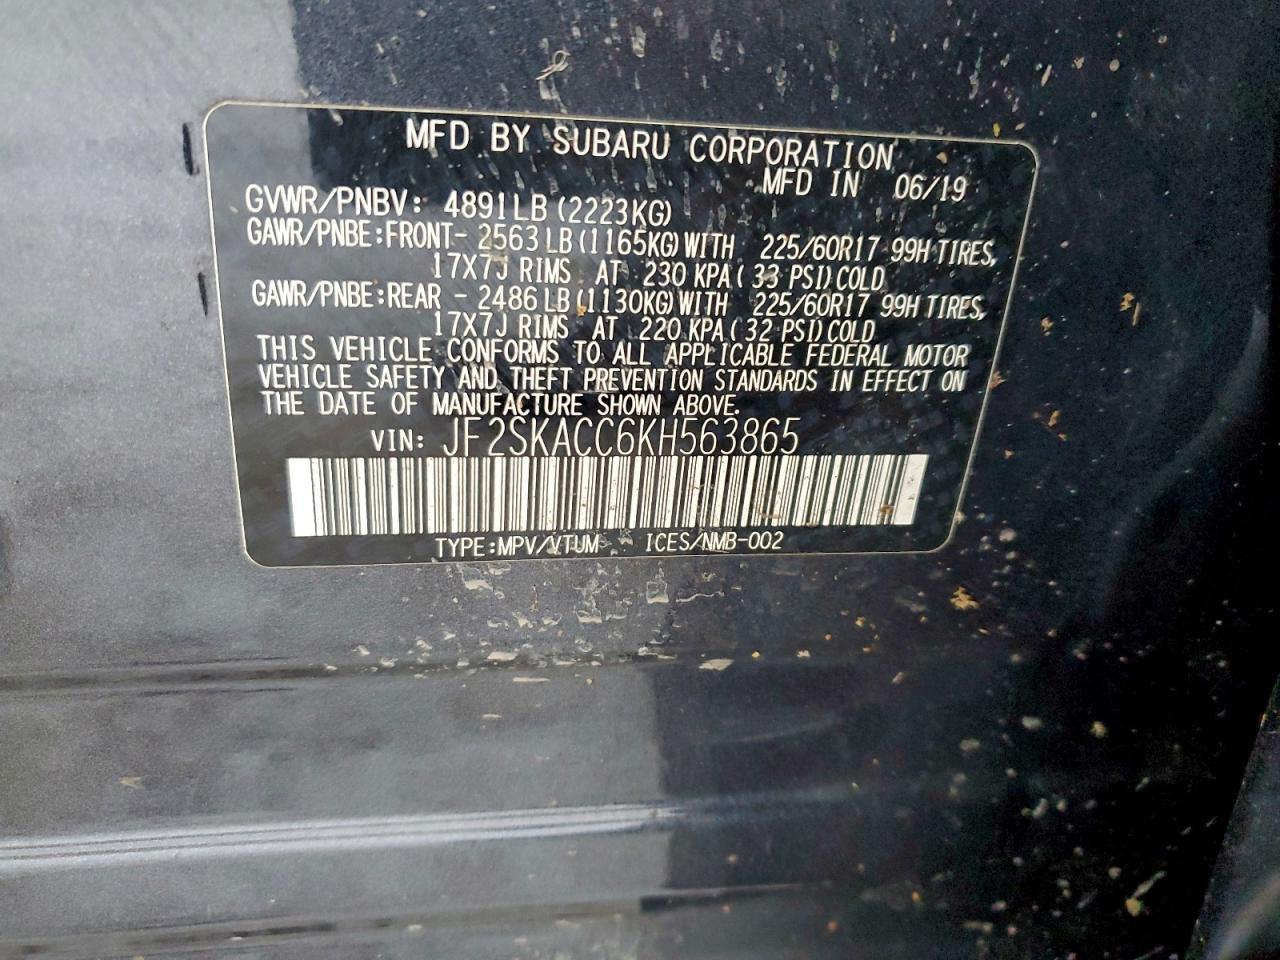 MFD BY SUBARU CORPORATION
MFD IN 06/19
GVWR/PNBV: 4891LB (2223KG)
GAWR/PNBE:FRONT- 2563LB (1165KG) WITH 225/60R17 99H TIRES,
17X7J RIMS AT 230 KPA ( 33 PSI) COLD
GAWR/PNBE:REAR - 2486LB (1130KG) WITH 225/60R17 99H TIRES,
17X7J RIMS AT 220 KPA ( 32 PSI) COLD
THIS VEHICLE CONFORMS TO ALL APPLICABLE FEDERAL MOTOR
VEHICLE SAFETY AND THEFT PREVENTION STANDARDS IN EFFECT ON
THE DATE OF MANUFACTURE SHOWN ABOVE.
VIN: JF2SKACC6KH563865
TYPE:MPV/VTUM ICES/NMB-002